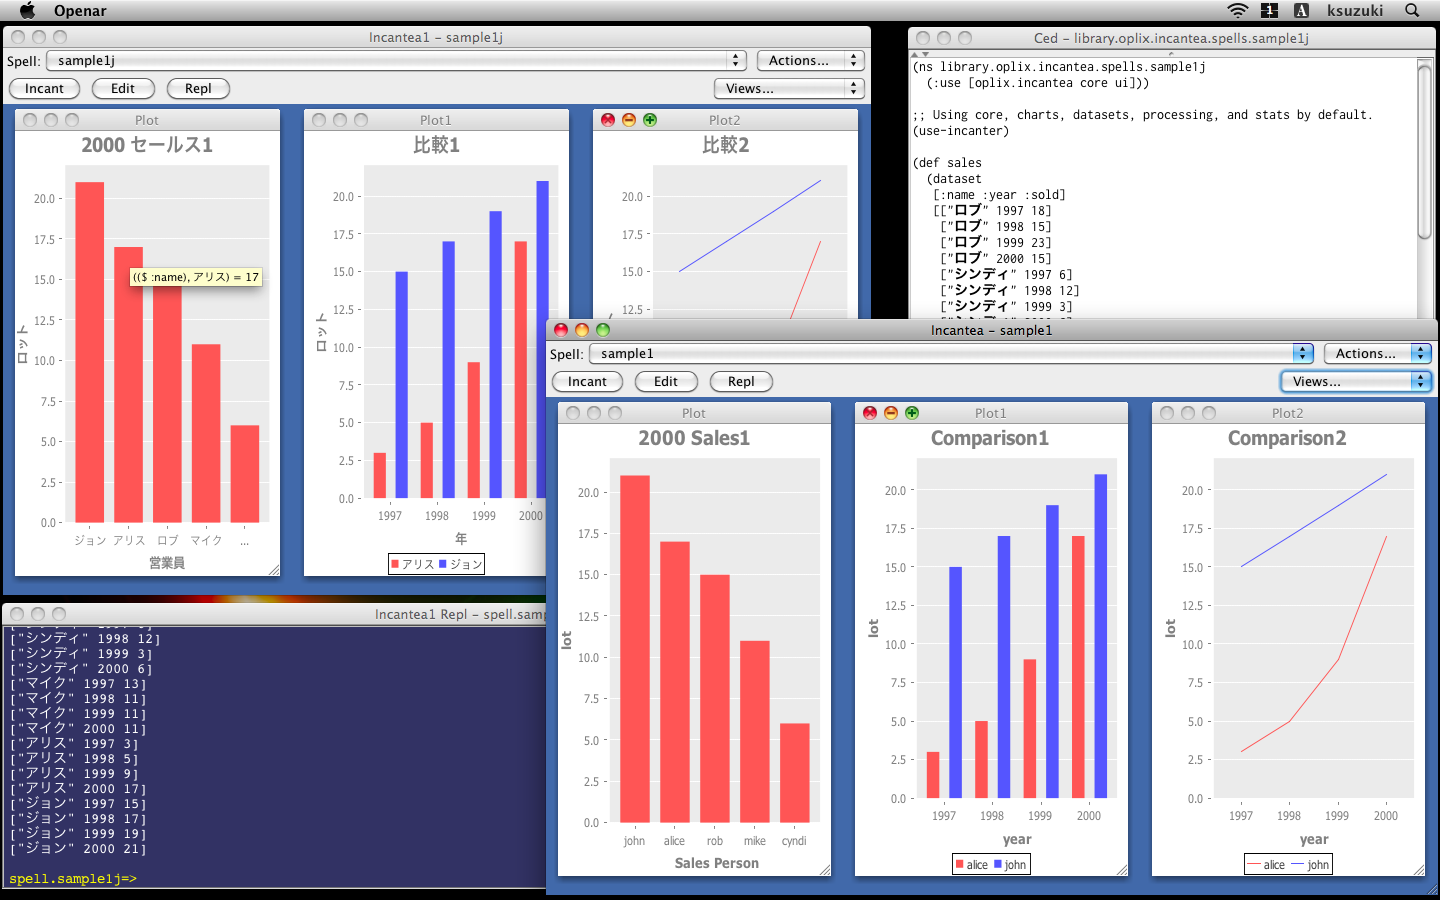 Openar
1
A
ksuzuki
Incantea1 - sample1j
Spell:
sample1j
Actions...
Incant
Edit
Repl
Views...
Plot
2000 セールス1
20.0
17.5
15.0
12.5
10.0
7.5
5.0
2.5
0.0
ロット
(($ :name), アリス) = 17
ジョン アリス ロブ マイク ...
営業員
Plot1
比較1
20.0
17.5
15.0
12.5
10.0
7.5
5.0
2.5
0.0
ロット
1997 1998 1999 2000
年
アリス ジョン
Plot2
比較2
20.0
17.5
15.0
12.5
Ced - library.oplix.incantea.spells.sample1j
(ns library.oplix.incantea.spells.sample1j
(:use [oplix.incantea core ui]))
;; Using core, charts, datasets, processing, and stats by default.
(use-incanter)
(def sales
(dataset
[:name :year :sold]
[["ロブ" 1997 18]
["ロブ" 1998 15]
["ロブ" 1999 23]
["ロブ" 2000 15]
["シンディ" 1997 6]
["シンディ" 1998 12]
["シンディ" 1999 3]
Incantea1 Repl - spell.samp
["シンディ" 1998 12]
["シンディ" 1999 3]
["シンディ" 2000 6]
["マイク" 1997 13]
["マイク" 1998 11]
["マイク" 1999 11]
["マイク" 2000 11]
["アリス" 1997 3]
["アリス" 1998 5]
["アリス" 1999 9]
["アリス" 2000 17]
["ジョン" 1997 15]
["ジョン" 1998 17]
["ジョン" 1999 19]
["ジョン" 2000 21]
spell.sample1j=>
Incantea - sample1
Spell:
sample1
Actions...
Incant
Edit
Repl
Views...
Plot
2000 Sales1
20.0
17.5
15.0
12.5
10.0
7.5
5.0
2.5
0.0
lot
john alice rob mike cyndi
Sales Person
Plot1
Comparison1
20.0
17.5
15.0
12.5
10.0
7.5
5.0
2.5
0.0
lot
1997 1998 1999 2000
year
alice john
Plot2
Comparison2
20.0
17.5
15.0
12.5
10.0
7.5
5.0
2.5
0.0
lot
1997 1998 1999 2000
year
alice john